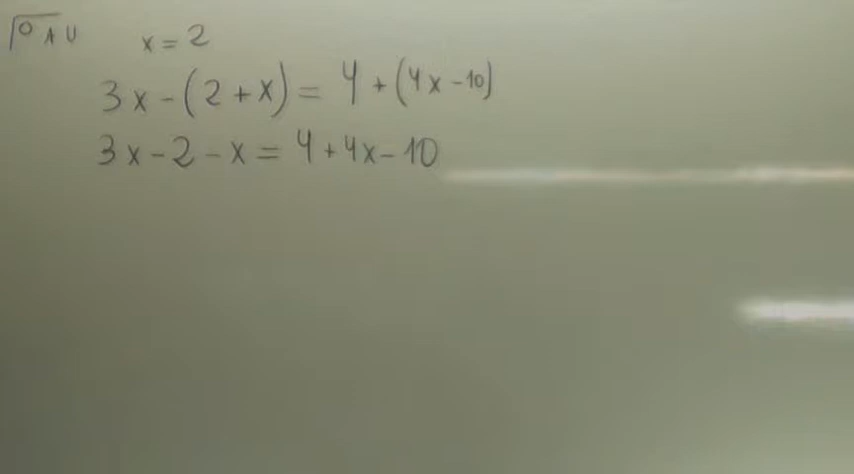 x = 2
3x - (2 + x) = 4 + (4x - 10)
3x - 2 - x = 4 + 4x - 10